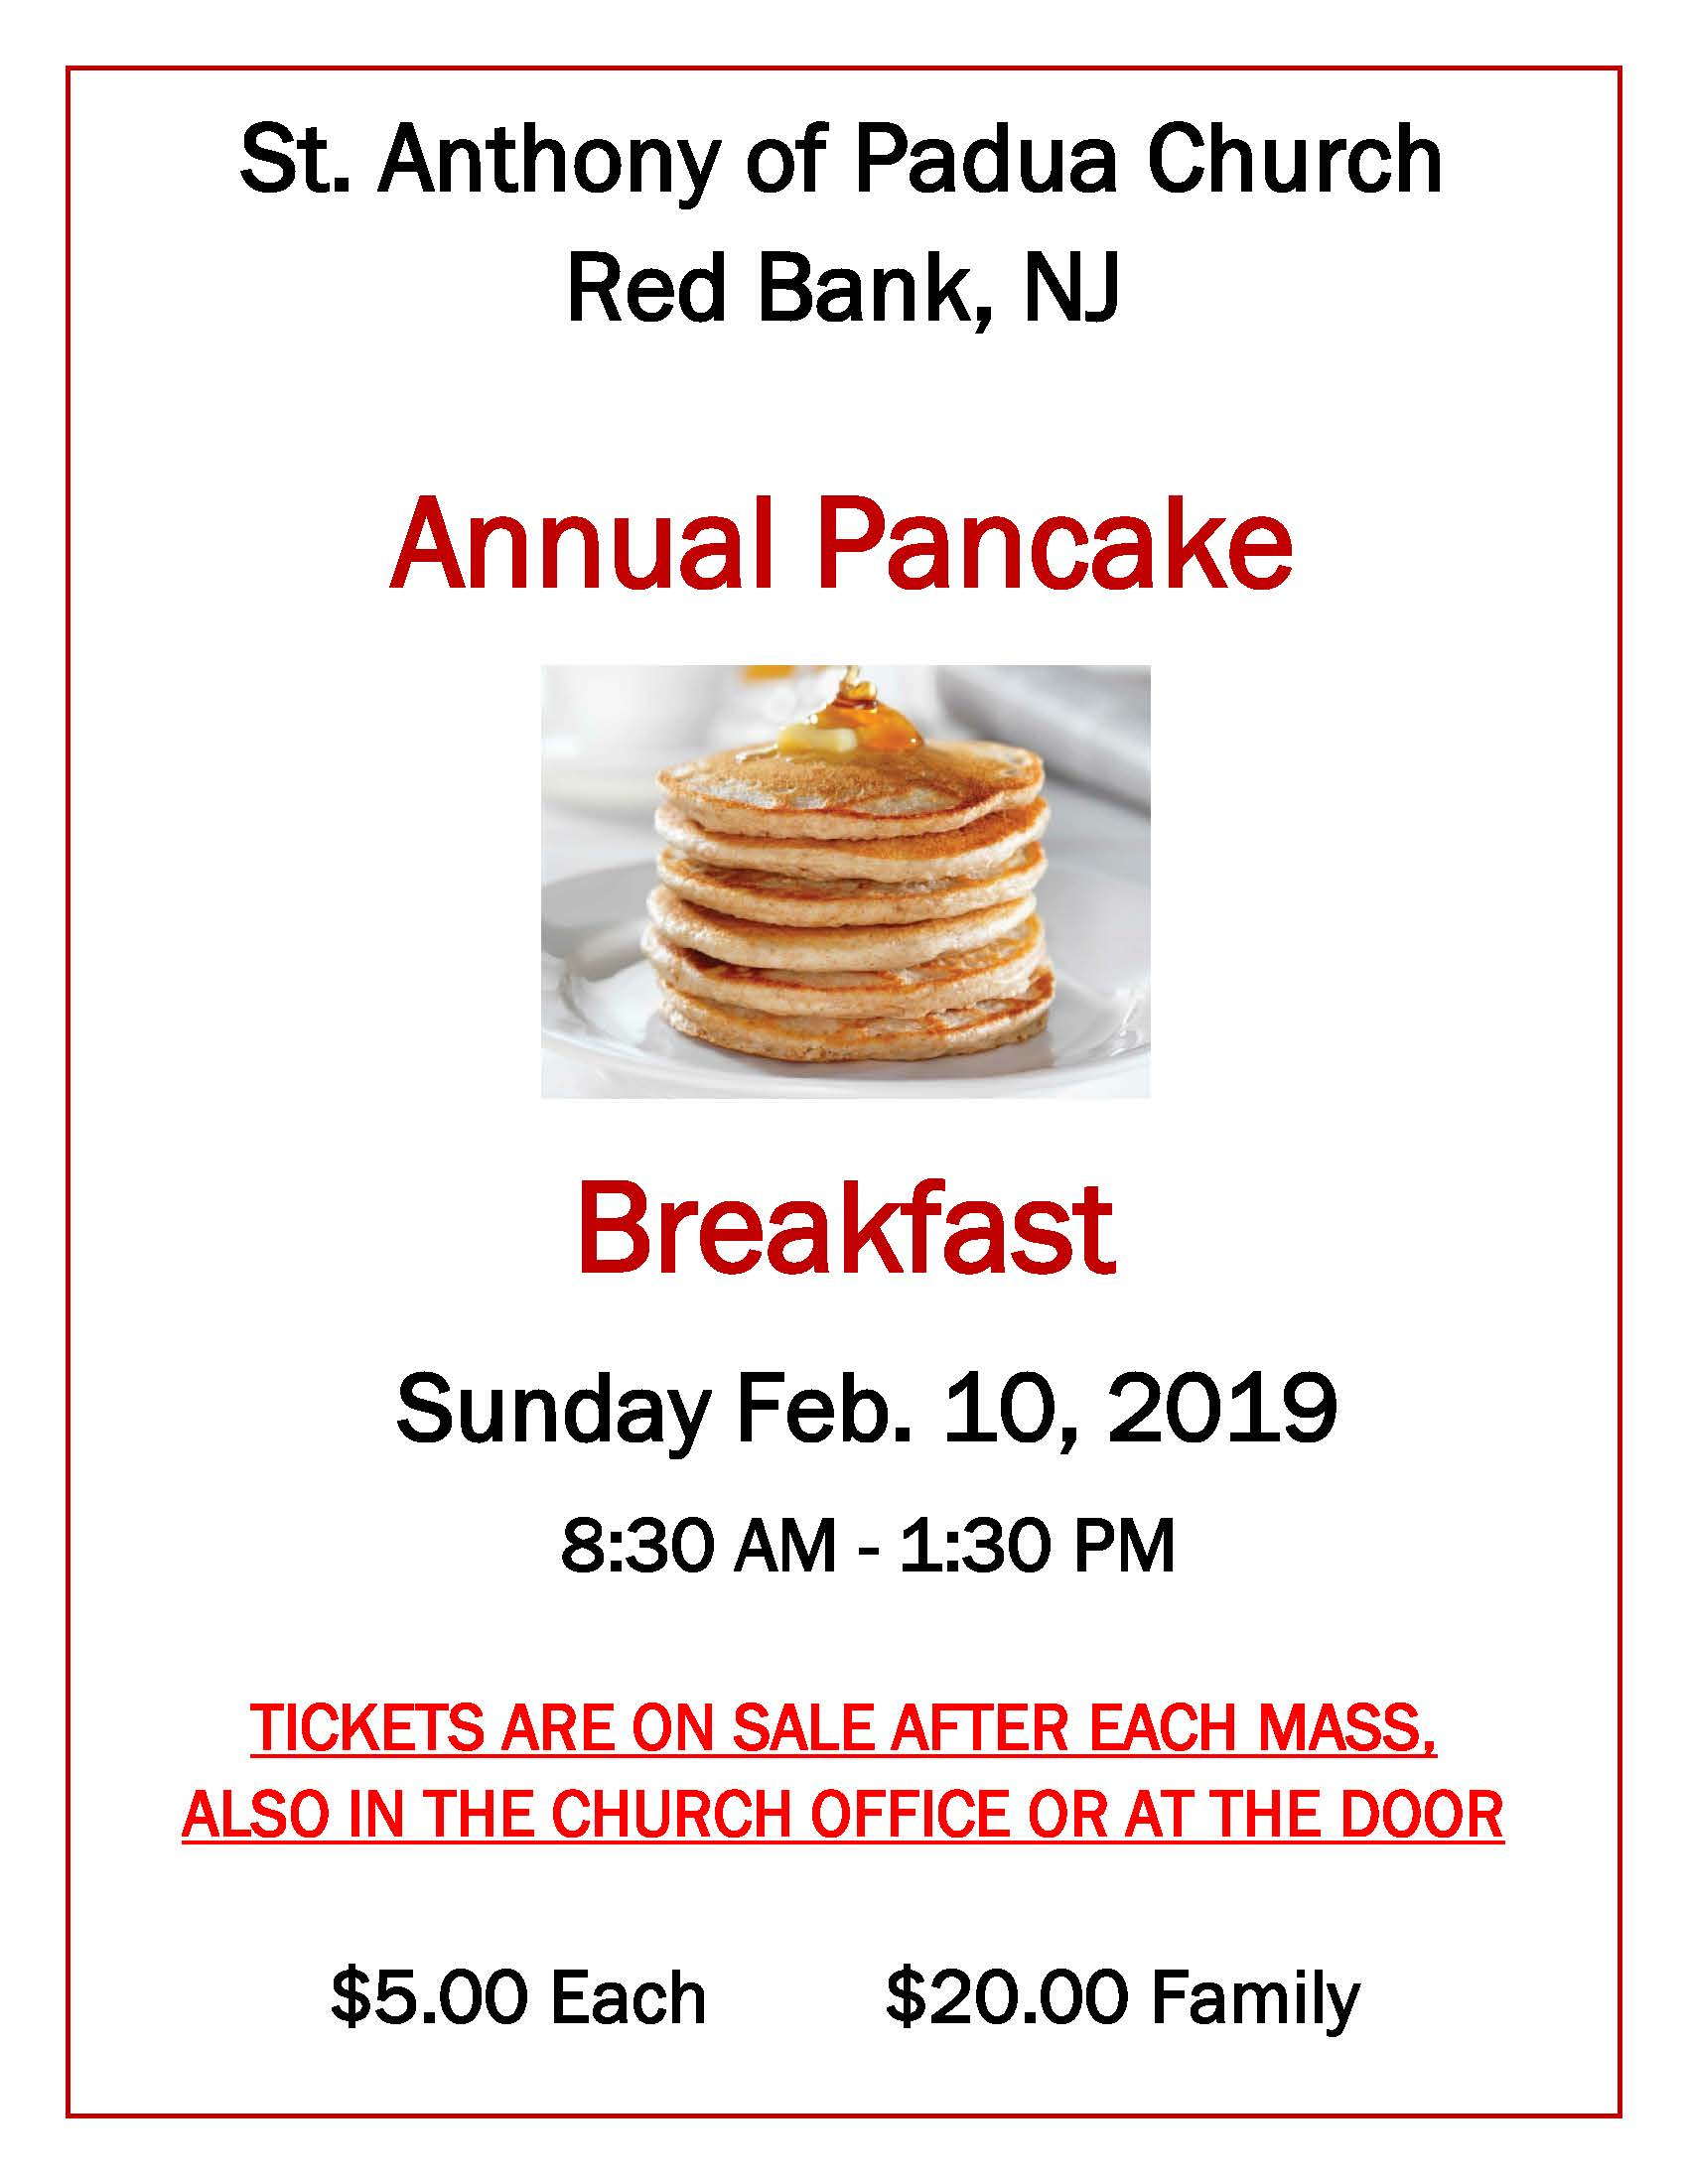 St. Anthony of Padua Church
Red Bank, NJ
Annual Pancake
Breakfast
Sunday Feb. 10, 2019
8:30 AM - 1:30 PM
TICKETS ARE ON SALE AFTER EACH MASS,
ALSO IN THE CHURCH OFFICE OR AT THE DOOR
$5.00 Each $20.00 Family